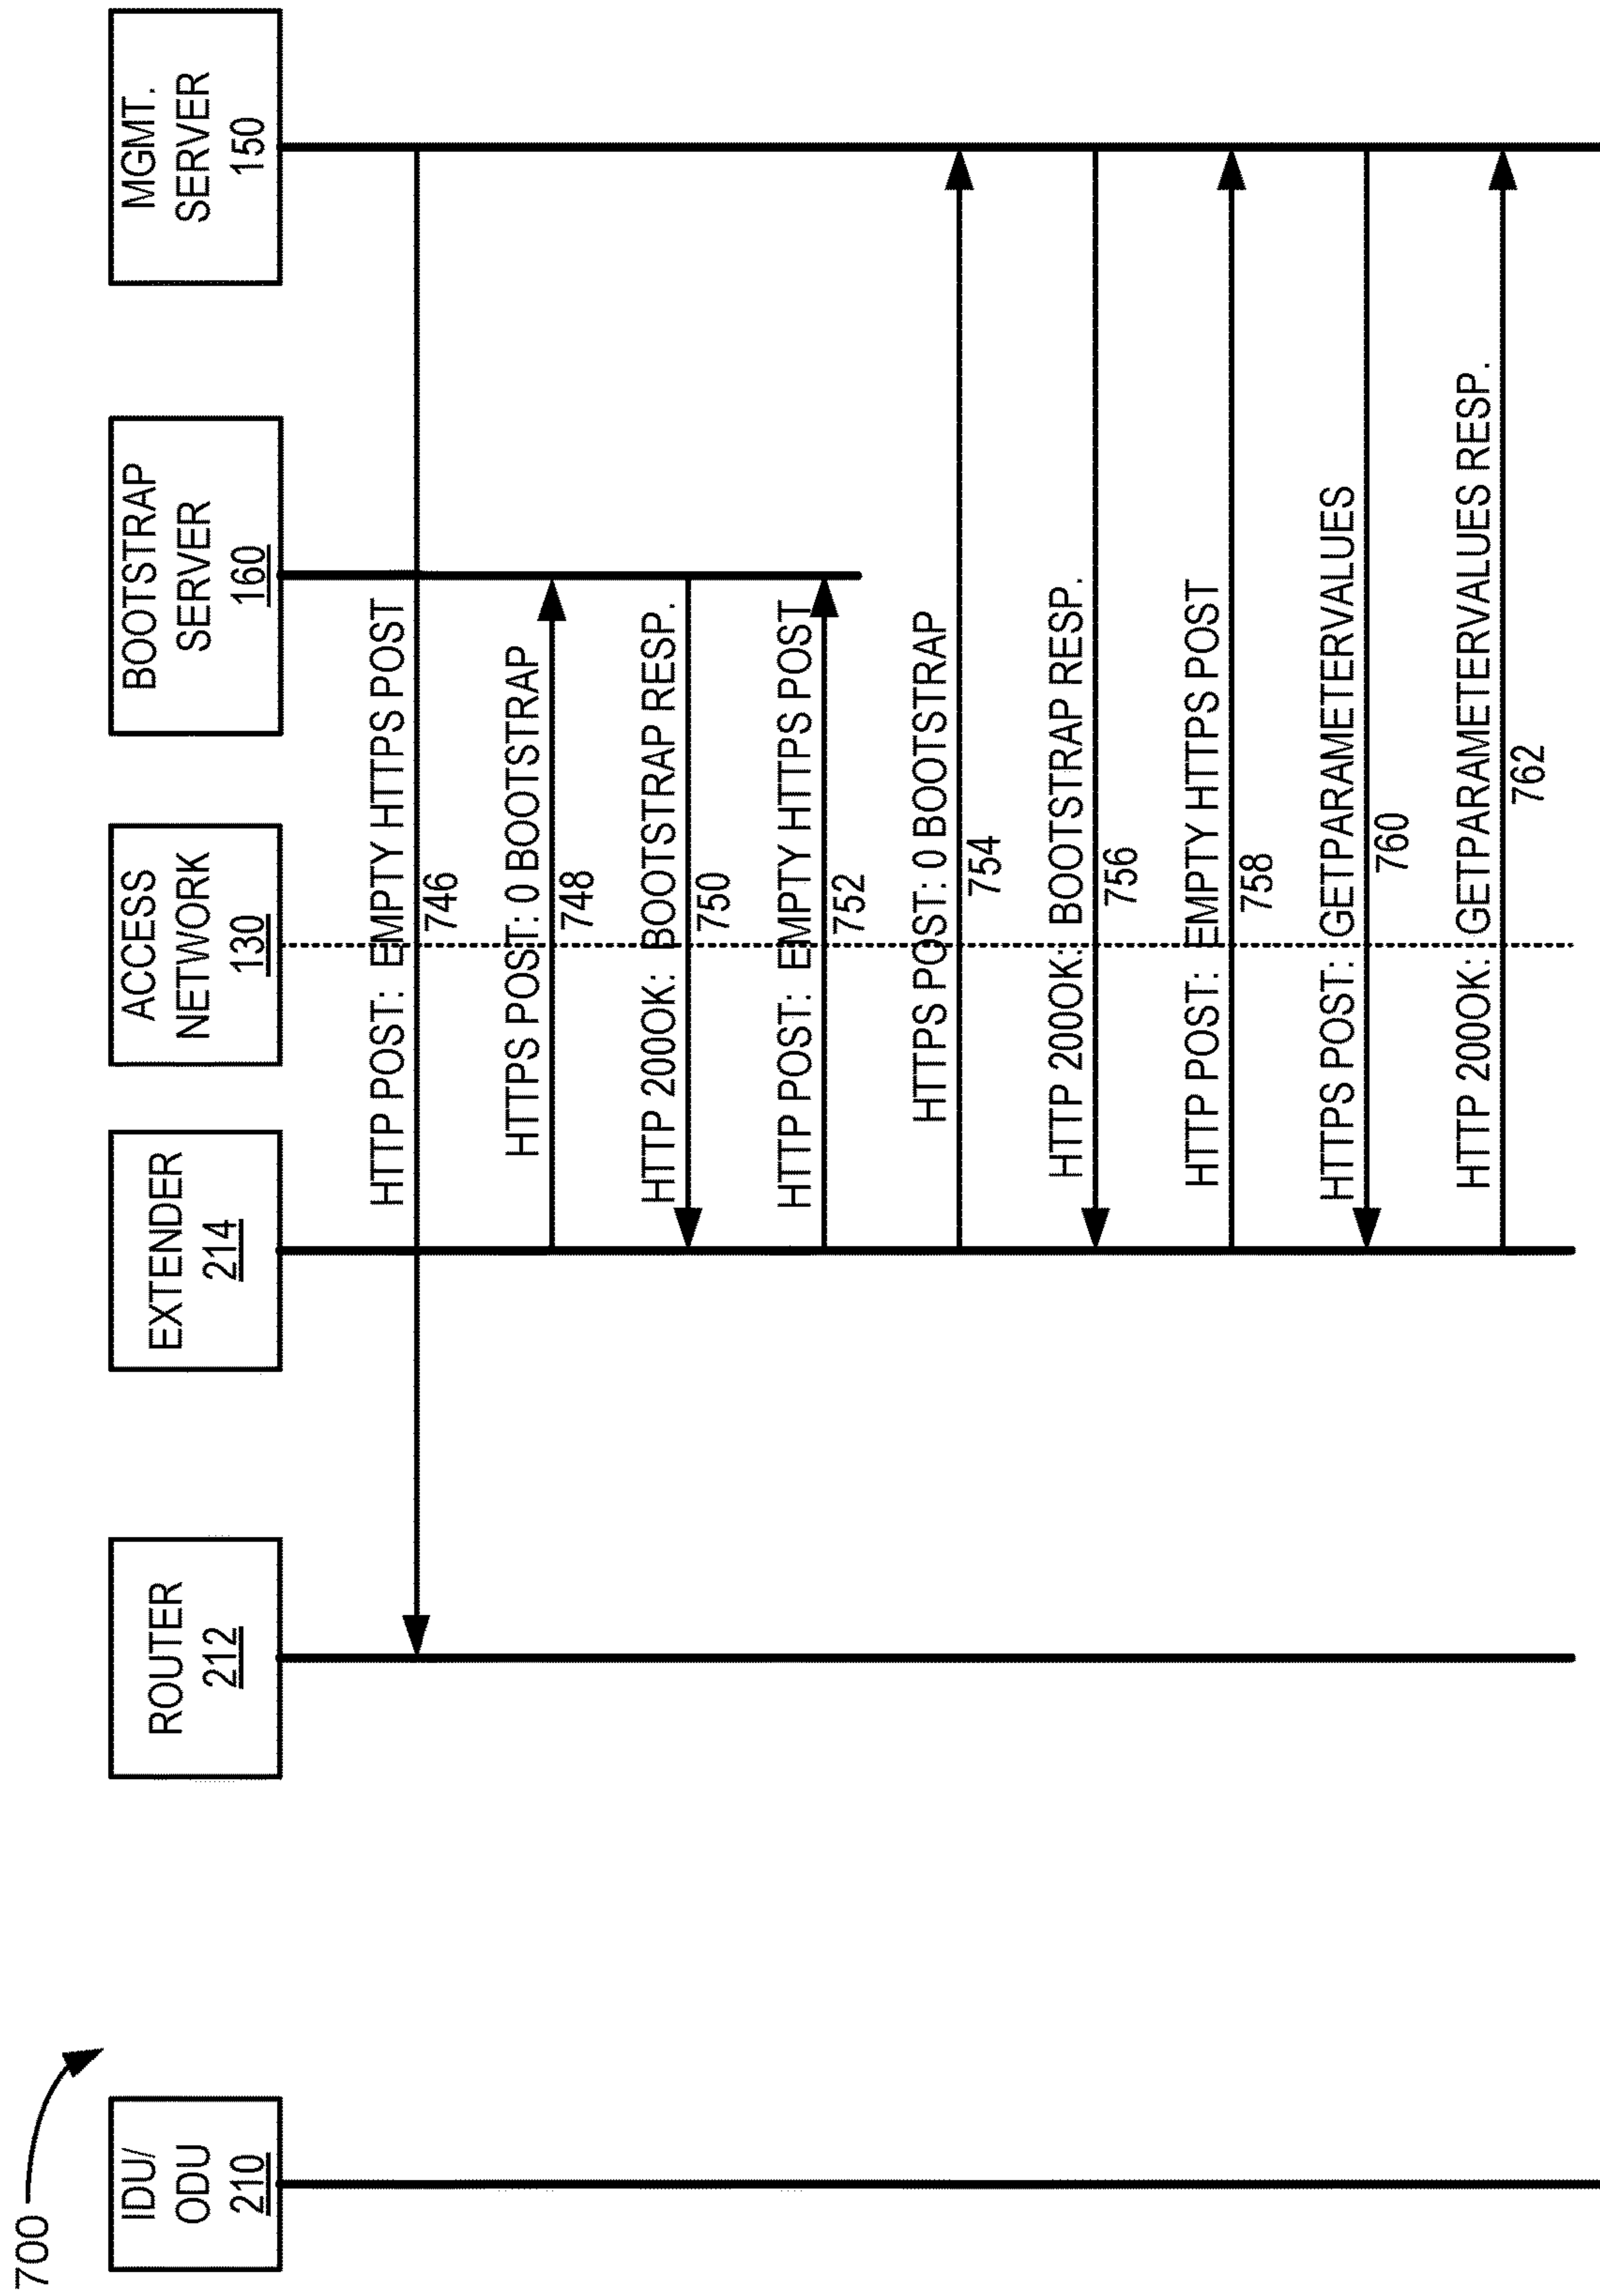 700
IDU/
ODU
210
ROUTER
212
EXTENDER
214
ACCESS
NETWORK
130
BOOTSTRAP
SERVER
160
MGMT.
SERVER
150
HTTP POST: EMPTY HTTPS POST
746
HTTPS POST: 0 BOOTSTRAP
748
HTTP 200OK: BOOTSTRAP RESP.
750
HTTP POST: EMPTY HTTPS POST
752
HTTPS POST: 0 BOOTSTRAP
754
HTTP 200OK: BOOTSTRAP RESP.
756
HTTP POST: EMPTY HTTPS POST
758
HTTPS POST: GETPARAMETERVALUES
760
HTTP 200OK: GETPARAMETERVALUES RESP.
762